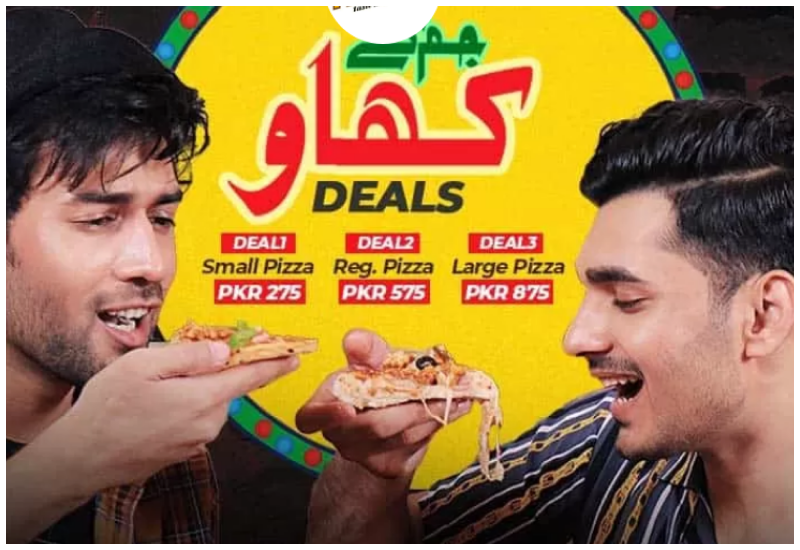 جم کے
کھاو
DEALS
DEAL1 DEAL2 DEAL3
Small Pizza Reg. Pizza Large Pizza
PKR 275 PKR 575 PKR 875